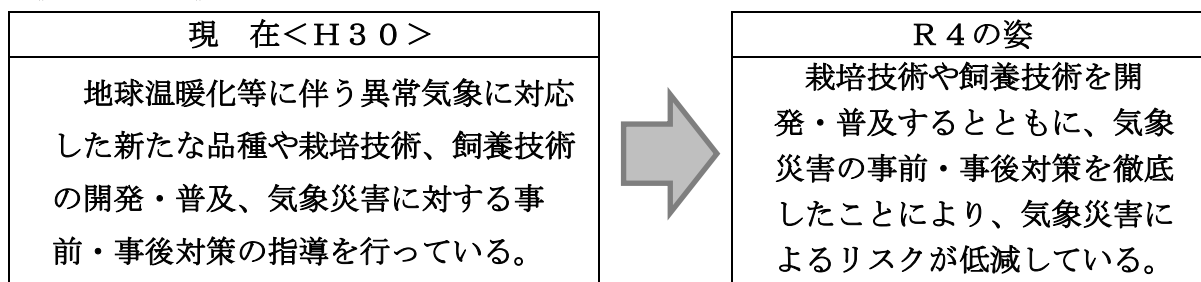 現　在＜Ｈ３０＞
　地球温暖化等に伴う異常気象に対応
した新たな品種や栽培技術、飼養技術
の開発・普及、気象災害に対する事
前・事後対策の指導を行っている。
Ｒ４の姿
　栽培技術や飼養技術を開
発・普及するとともに、気象
災害の事前・事後対策を徹底
したことにより、気象災害に
よるリスクが低減している。